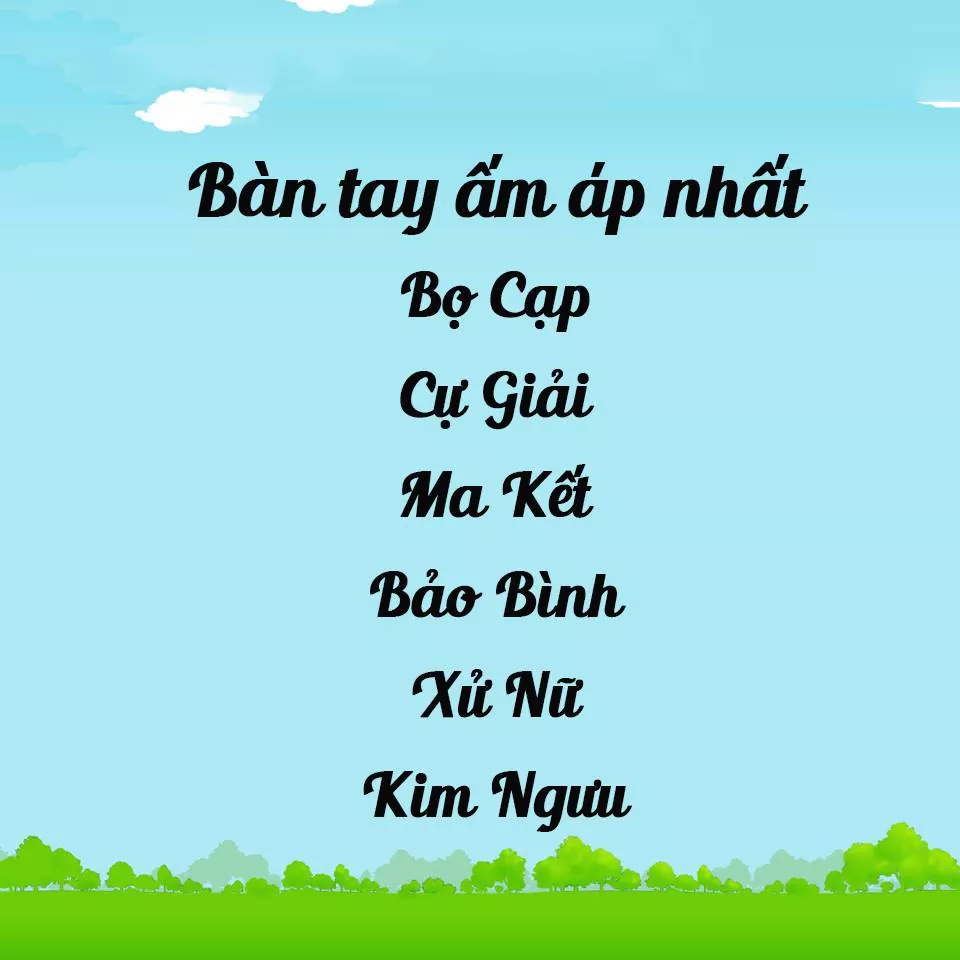 Bàn tay ấm áp nhất
Bọ Cạp
Cự Giải
Ma Kết
Bảo Bình
Xử Nữ
Kim Ngưu